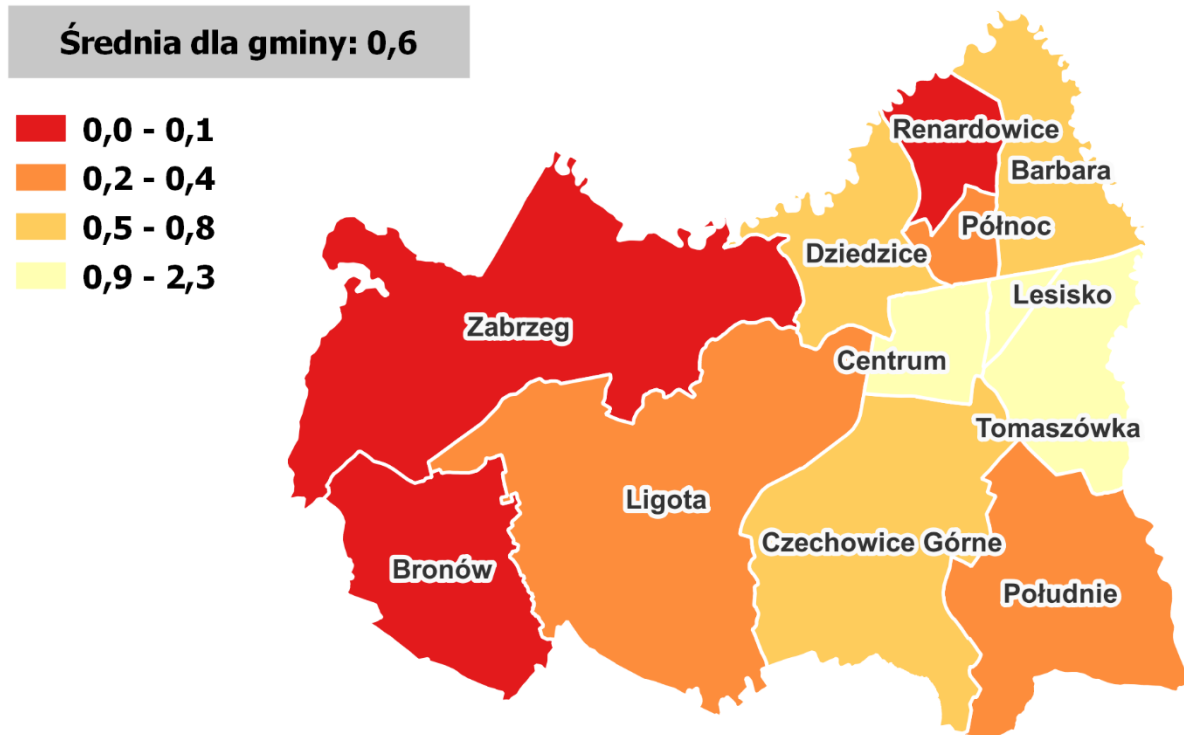 Średnia dla gminy: 0,6
0,0 - 0,1
0,2 - 0,4
0,5 - 0,8
0,9 - 2,3
Renardowice
Barbara
Północ
Dziedzice
Lesisko
Zabrzeg
Centrum
Tomaszówka
Ligota
Czechowice Górne
Bronów
Południe